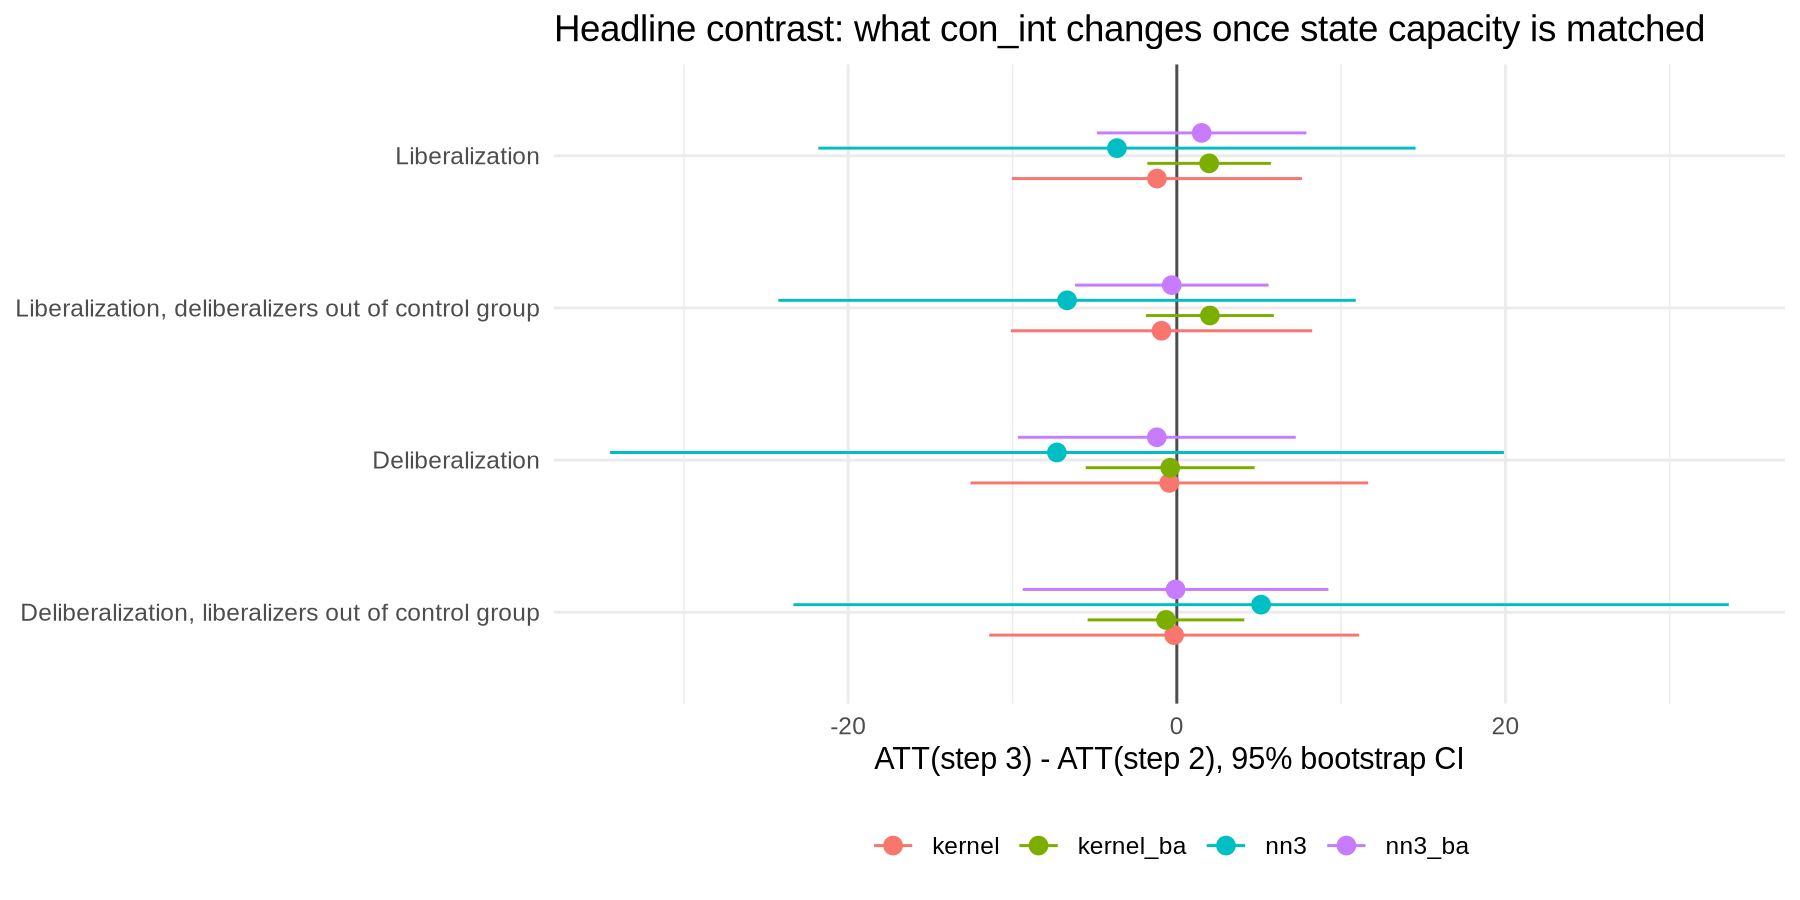 Headline contrast: what con_int changes once state capacity is matched
Liberalization
Liberalization, deliberalizers out of control group
Deliberalization
Deliberalization, liberalizers out of control group
-20 0 20
ATT(step 3) - ATT(step 2), 95% bootstrap CI
kernel kernel_ba nn3 nn3_ba